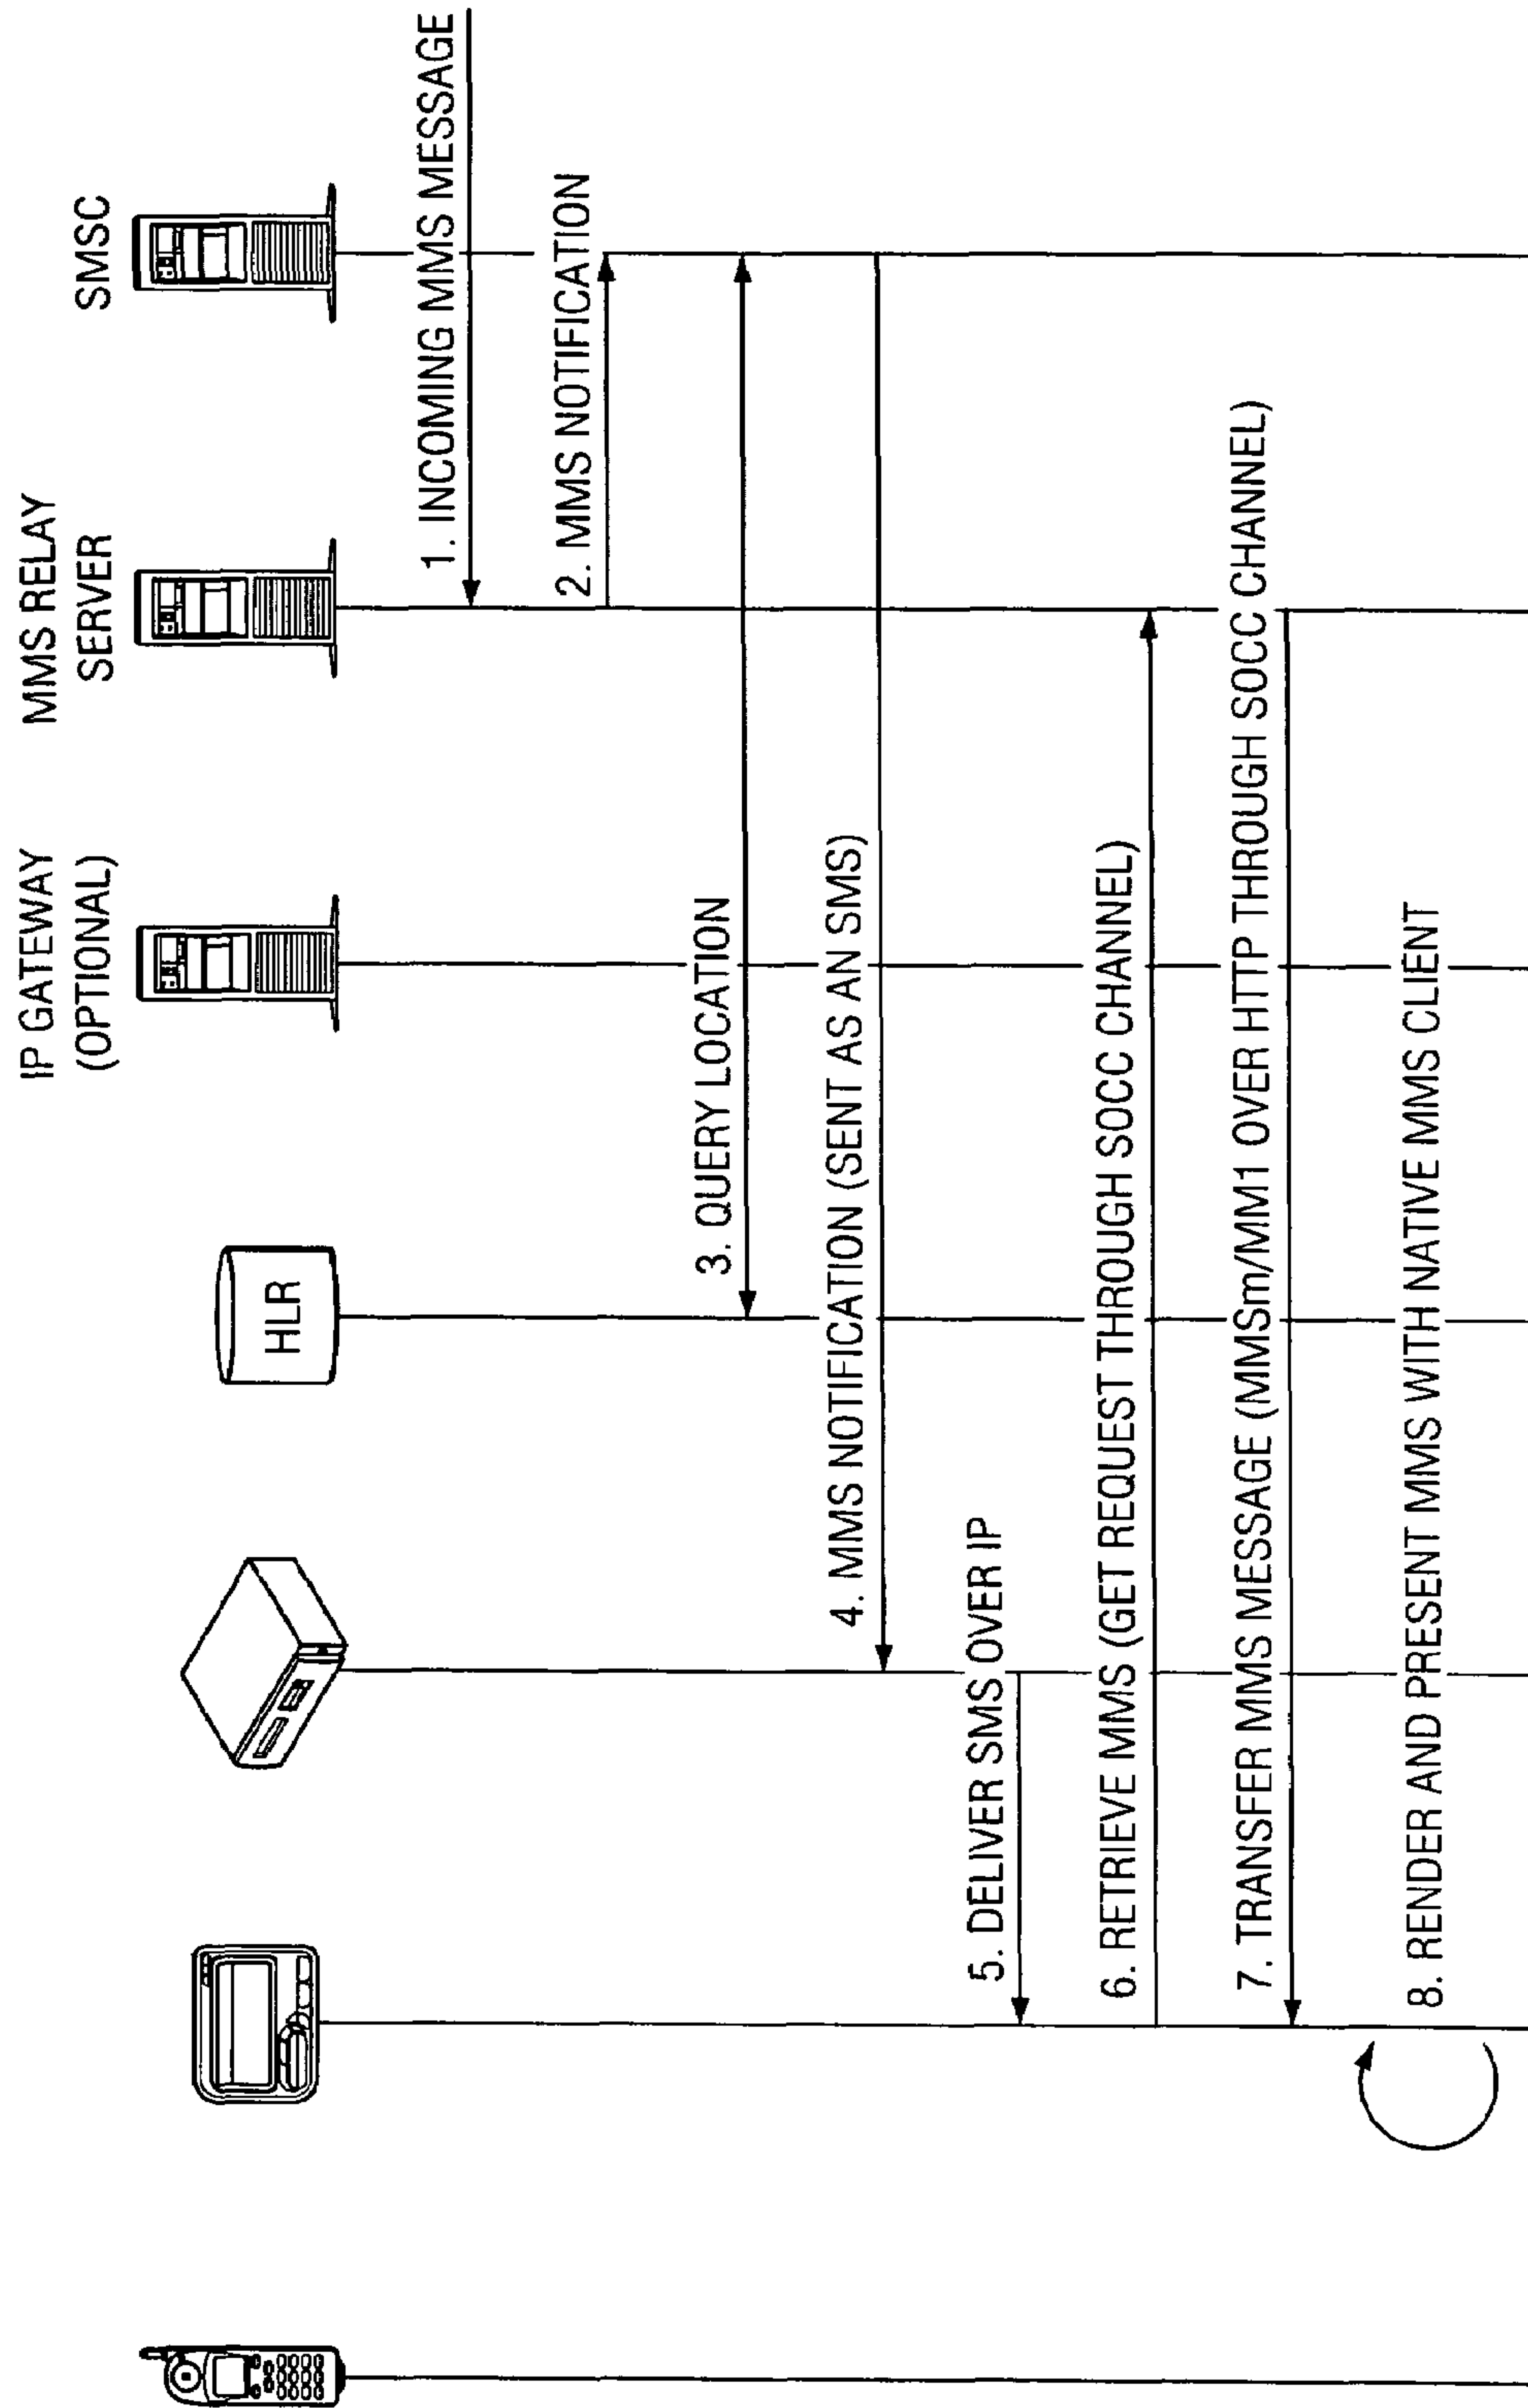 HLR
IP GATEWAY
(OPTIONAL)
MMS RELAY
SERVER
SMSC
1. INCOMING MMS MESSAGE
2. MMS NOTIFICATION
3. QUERY LOCATION
4. MMS NOTIFICATION (SENT AS AN SMS)
5. DELIVER SMS OVER IP
6. RETRIEVE MMS (GET REQUEST THROUGH SOCC CHANNEL)
7. TRANSFER MMS MESSAGE (MMSm/MM1 OVER HTTP THROUGH SOCC CHANNEL)
8. RENDER AND PRESENT MMS WITH NATIVE MMS CLIENT